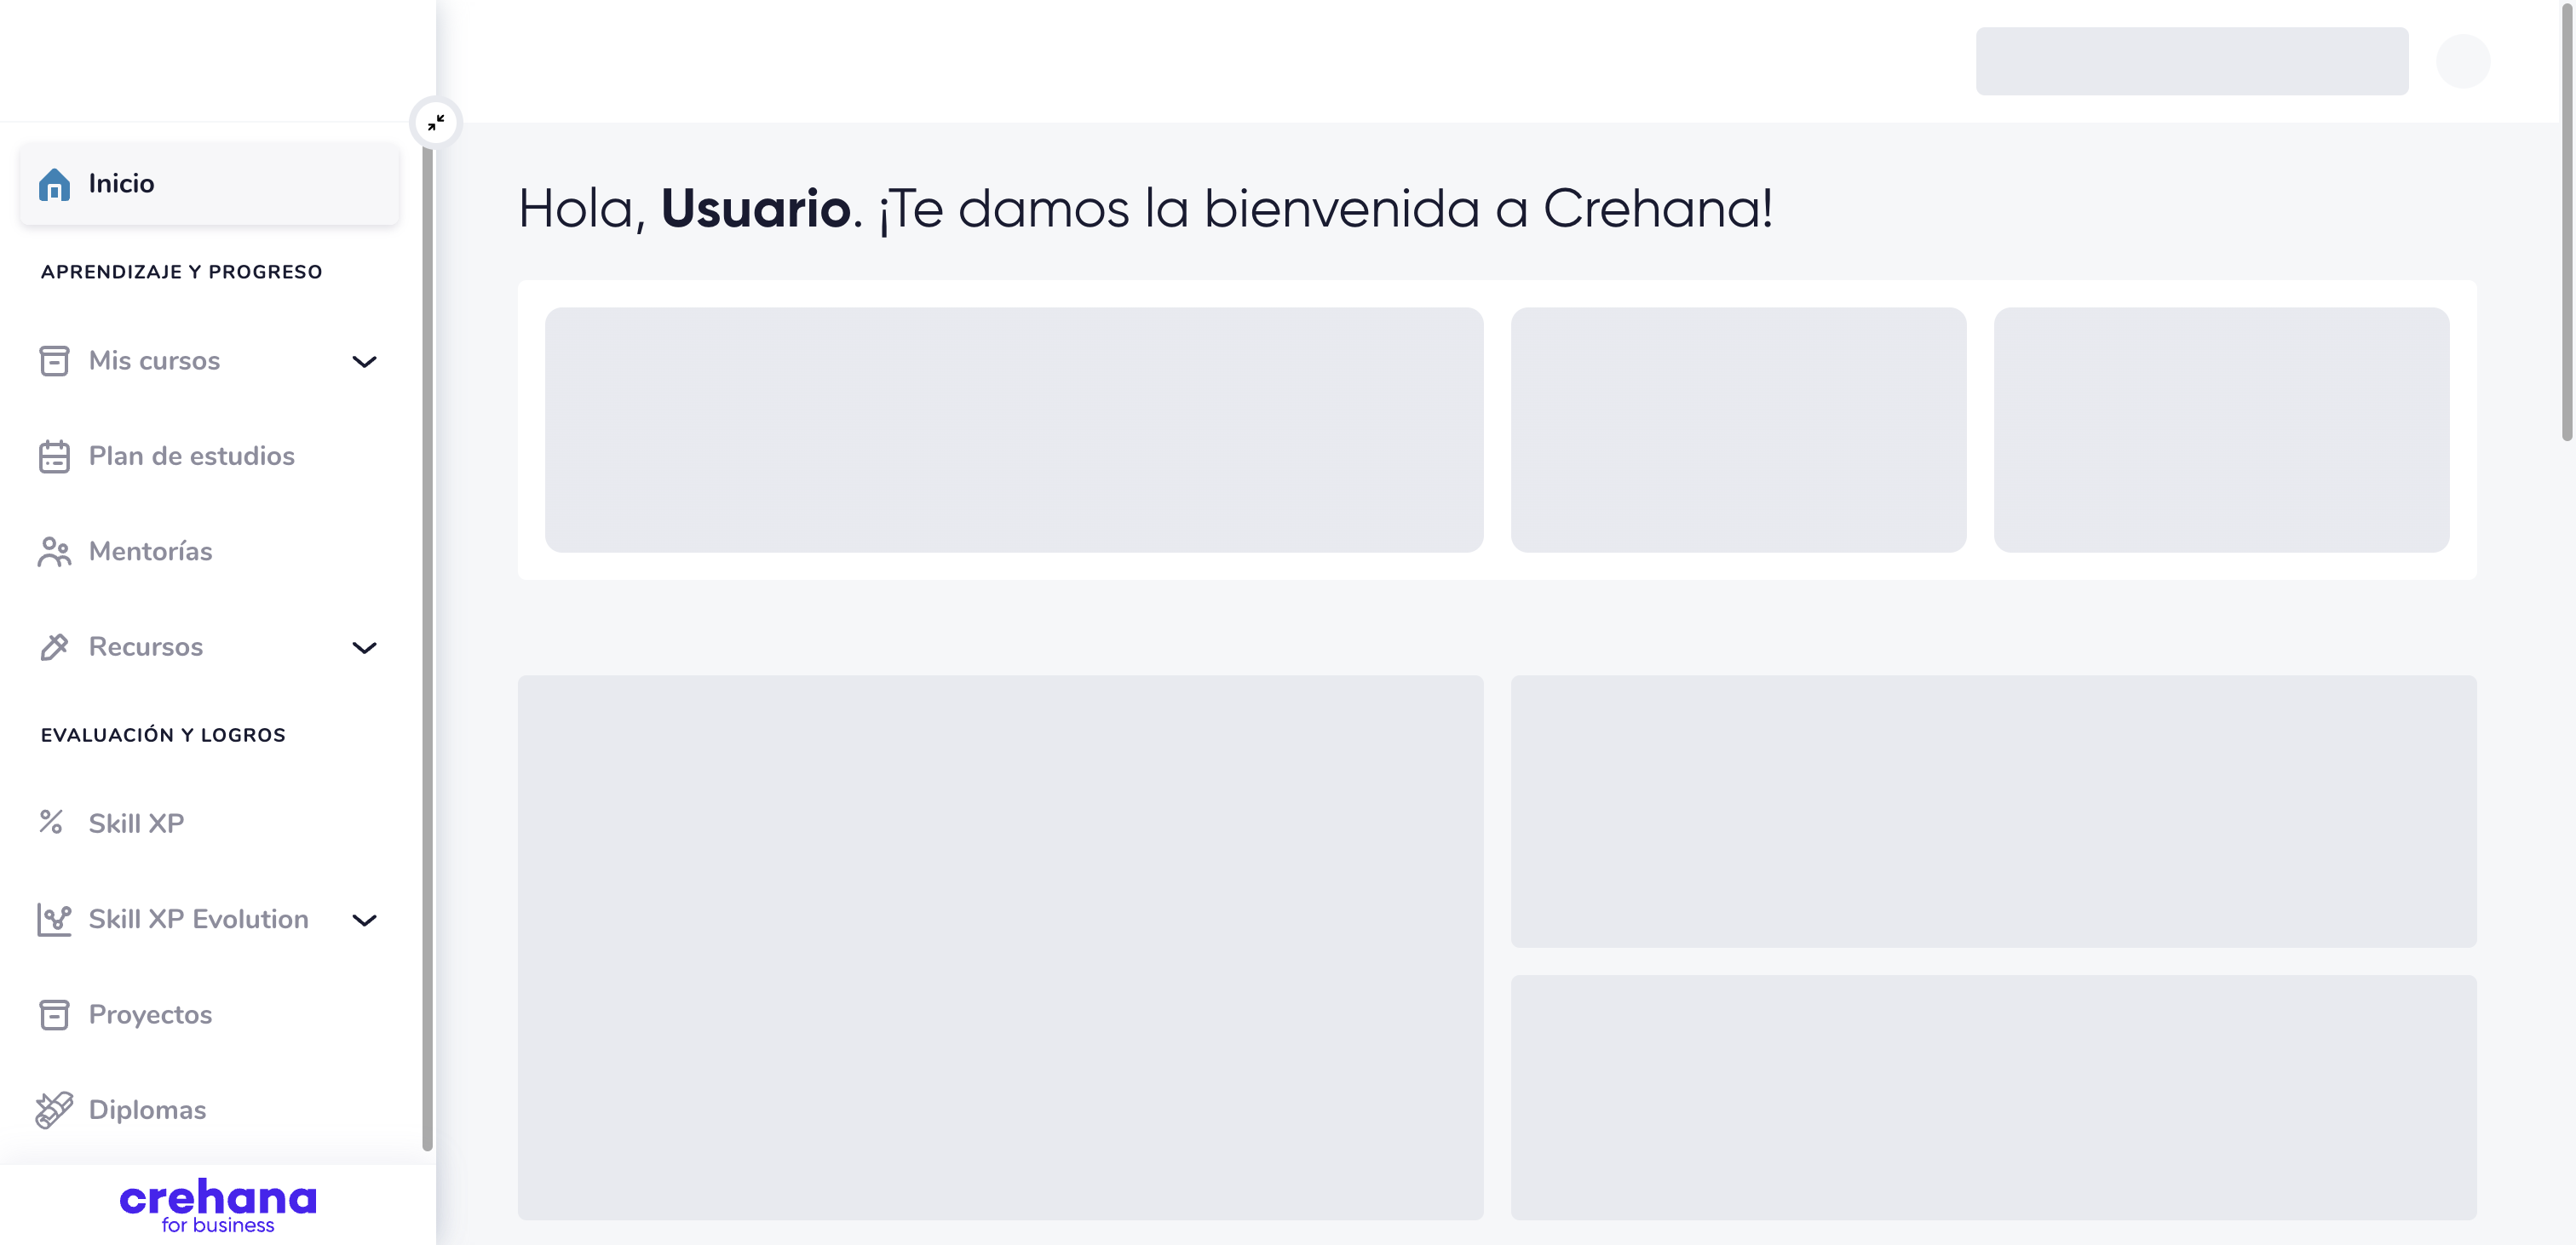 Inicio
APRENDIZAJE Y PROGRESO
Mis cursos
Plan de estudios
Mentorías
Recursos
EVALUACIÓN Y LOGROS
Skill XP
Skill XP Evolution
Proyectos
Diplomas
crehana
for business
Hola, Usuario. ¡Te damos la bienvenida a Crehana!